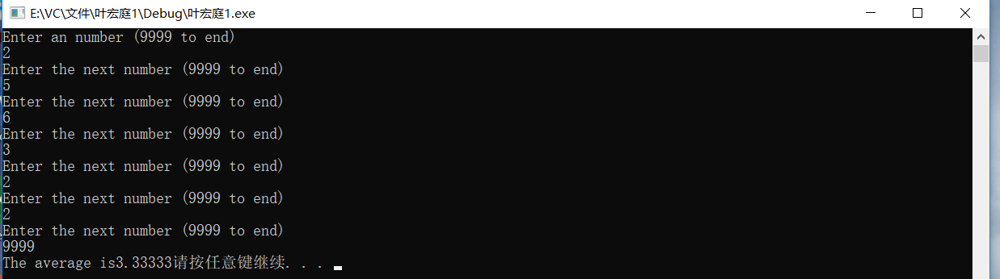 E:\VC\文件\叶宏庭1\Debug\叶宏庭1.exe
Enter an number (9999 to end)
2
Enter the next number (9999 to end)
5
Enter the next number (9999 to end)
6
Enter the next number (9999 to end)
3
Enter the next number (9999 to end)
2
Enter the next number (9999 to end)
2
Enter the next number (9999 to end)
9999
The average is3.33333请按任意键继续. . .